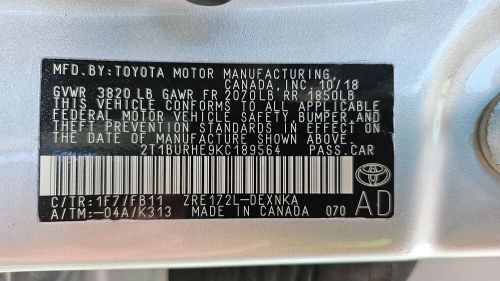 MFD.BY:TOYOTA MOTOR MANUFACTURING,
CANADA,INC. 10/18
GVWR 3820 LB GAWR FR 2070LB RR 1850LB
THIS VEHICLE CONFORMS TO ALL APPLICABLE
FEDERAL MOTOR VEHICLE SAFETY,BUMPER,AND
THEFT PREVENTION STANDARDS IN EFFECT ON
THE DATE OF MANUFACTURE SHOWN ABOVE.
2T1BURHE9KC189564 PASS.CAR
C/TR:1F7/FB11 ZRE172L-DEXNKA
A/TM:-04A/K313 MADE IN CANADA 070 AD